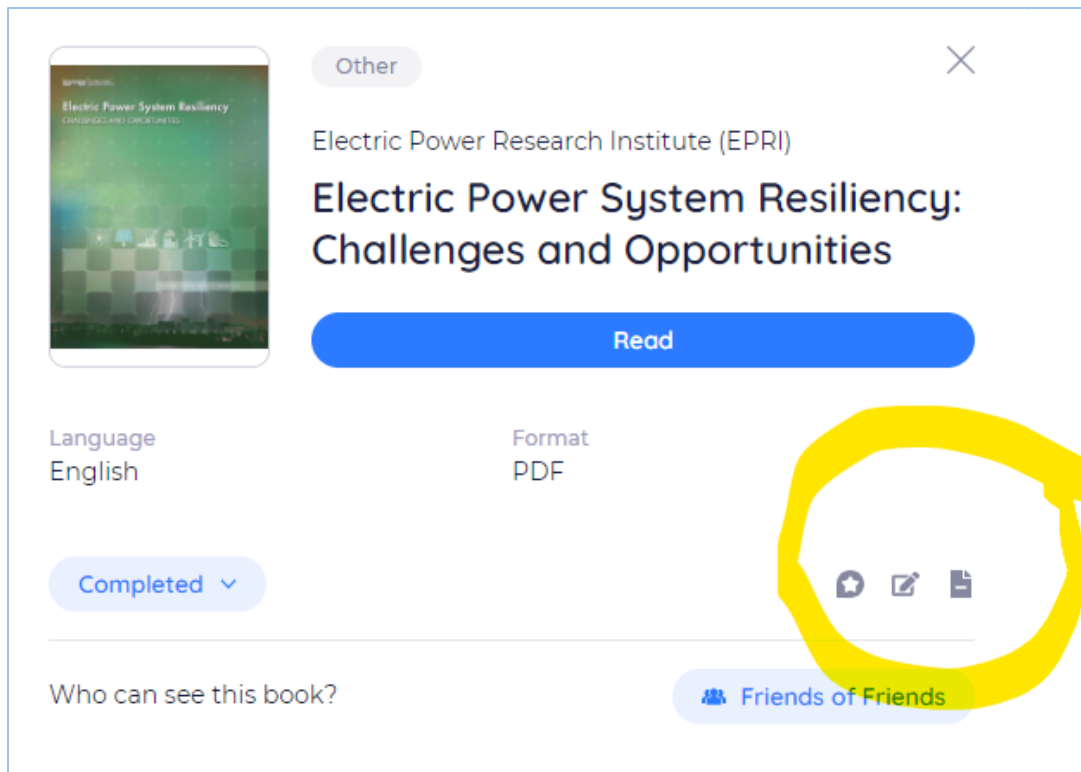 Other
Electric Power System Resiliency
CHALLENGES AND OPPORTUNITIES
Electric Power Research Institute (EPRI)
Electric Power System Resiliency:
Challenges and Opportunities
Read
Language
Format
English
PDF
Completed
Who can see this book?
Friends of Friends